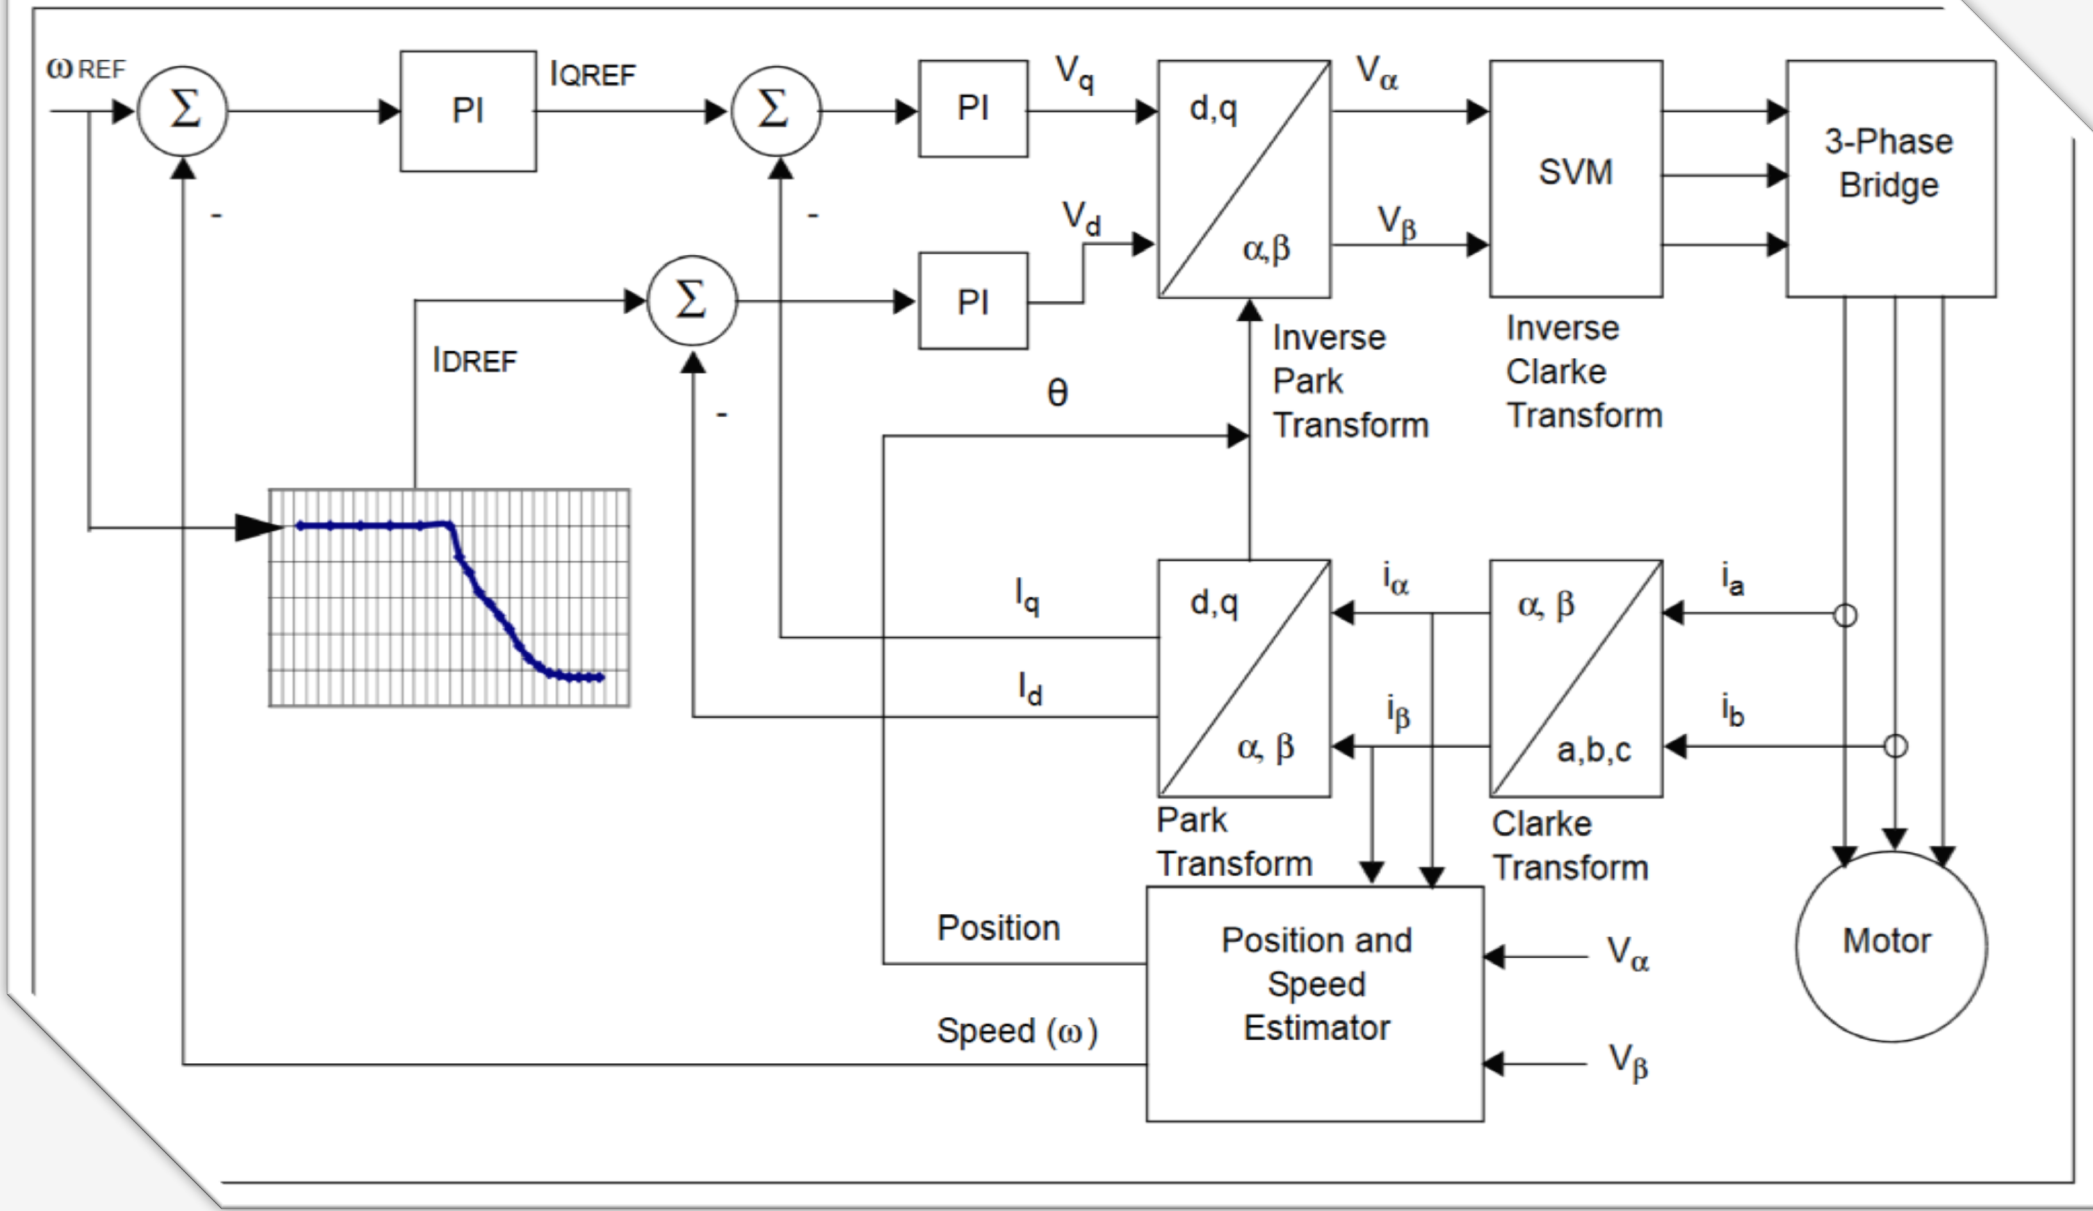 ωREF
Σ
PI
IQREF
Σ
PI
Vq
d,q
α,β
Vα
Vβ
SVM
3-Phase
Bridge
-
-
Vd
Σ
PI
IDREF
-
θ
Inverse
Park
Transform
Inverse
Clarke
Transform
Iq
Id
d,q
α, β
iα
iβ
α, β
a,b,c
ia
ib
Park
Transform
Clarke
Transform
Position
Speed (ω)
Position and
Speed
Estimator
Vα
Vβ
Motor